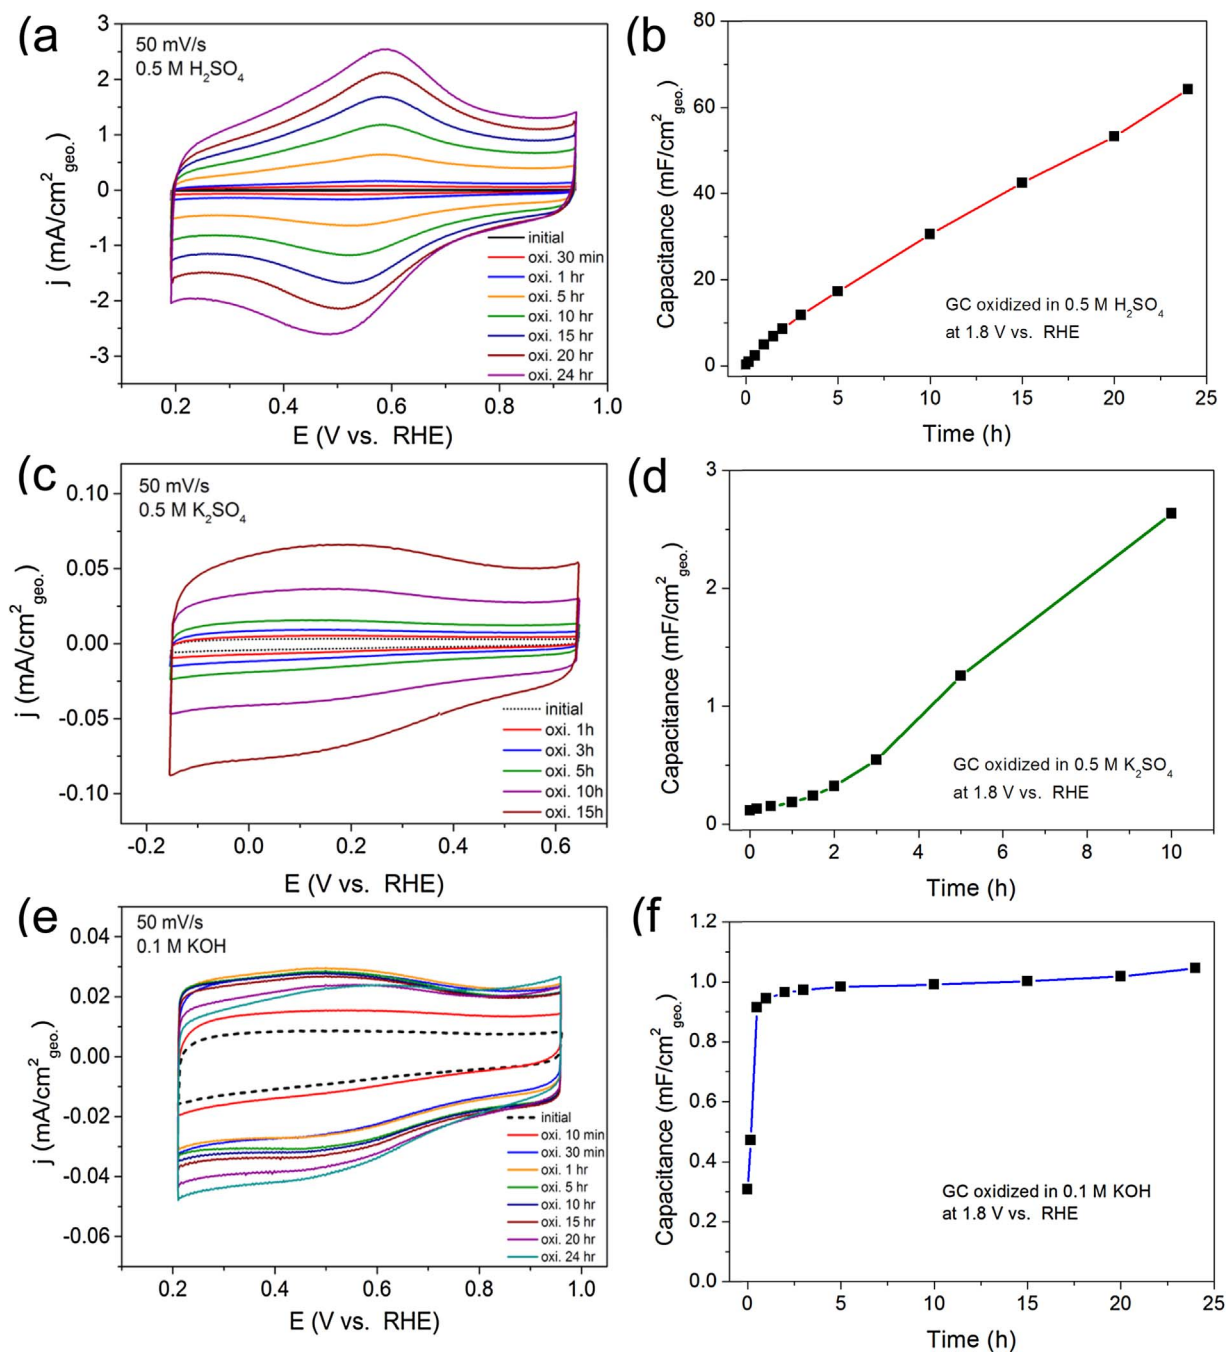 (a
50 mV/s
0.5 M H₂SO₄
3
2
1
0
-1
-2
-3
j (mA/cm²geo.)
initial
oxi. 30 min
oxi. 1 hr
oxi. 5 hr
oxi. 10 hr
oxi. 15 hr
oxi. 20 hr
oxi. 24 hr
0.2 0.4 0.6 0.8 1.0
E (V vs. RHE)
(b
80
60
40
20
0
Capacitance (mF/cm²geo.)
GC oxidized in 0.5 M H₂SO₄
at 1.8 V vs. RHE
0 5 10 15 20 25
Time (h)
(c
50 mV/s
0.5 M K₂SO₄
0.10
0.05
0.00
-0.05
-0.10
j (mA/cm²geo.)
initial
oxi. 1h
oxi. 3h
oxi. 5h
oxi. 10h
oxi. 15h
-0.2 0.0 0.2 0.4 0.6
E (V vs. RHE)
(d
3
2
1
0
Capacitance (mF/cm²geo.)
GC oxidized in 0.5 M K₂SO₄
at 1.8 V vs. RHE
0 2 4 6 8 10
Time (h)
(e
50 mV/s
0.1 M KOH
0.04
0.02
0.00
-0.02
-0.04
-0.06
j (mA/cm²geo.)
initial
oxi. 10 min
oxi. 30 min
oxi. 1 hr
oxi. 5 hr
oxi. 10 hr
oxi. 15 hr
oxi. 20 hr
oxi. 24 hr
0.2 0.4 0.6 0.8 1.0
E (V vs. RHE)
(f
1.2
1.0
0.8
0.6
0.4
0.2
0.0
Capacitance (mF/cm²geo.)
GC oxidized in 0.1 M KOH
at 1.8 V vs. RHE
0 5 10 15 20 25
Time (h)